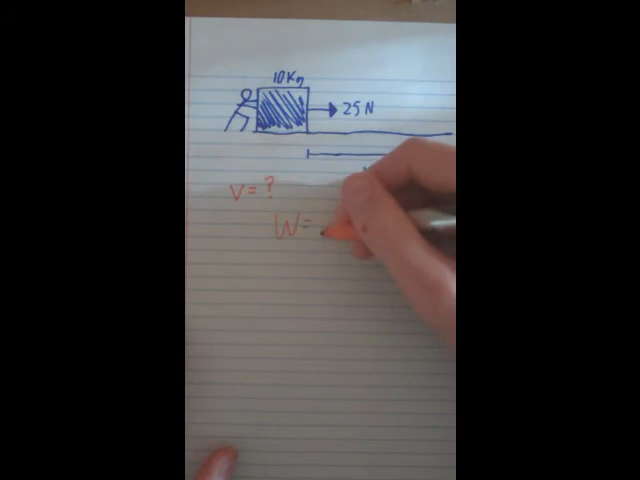 10Kg
25 N
v = ?
W =